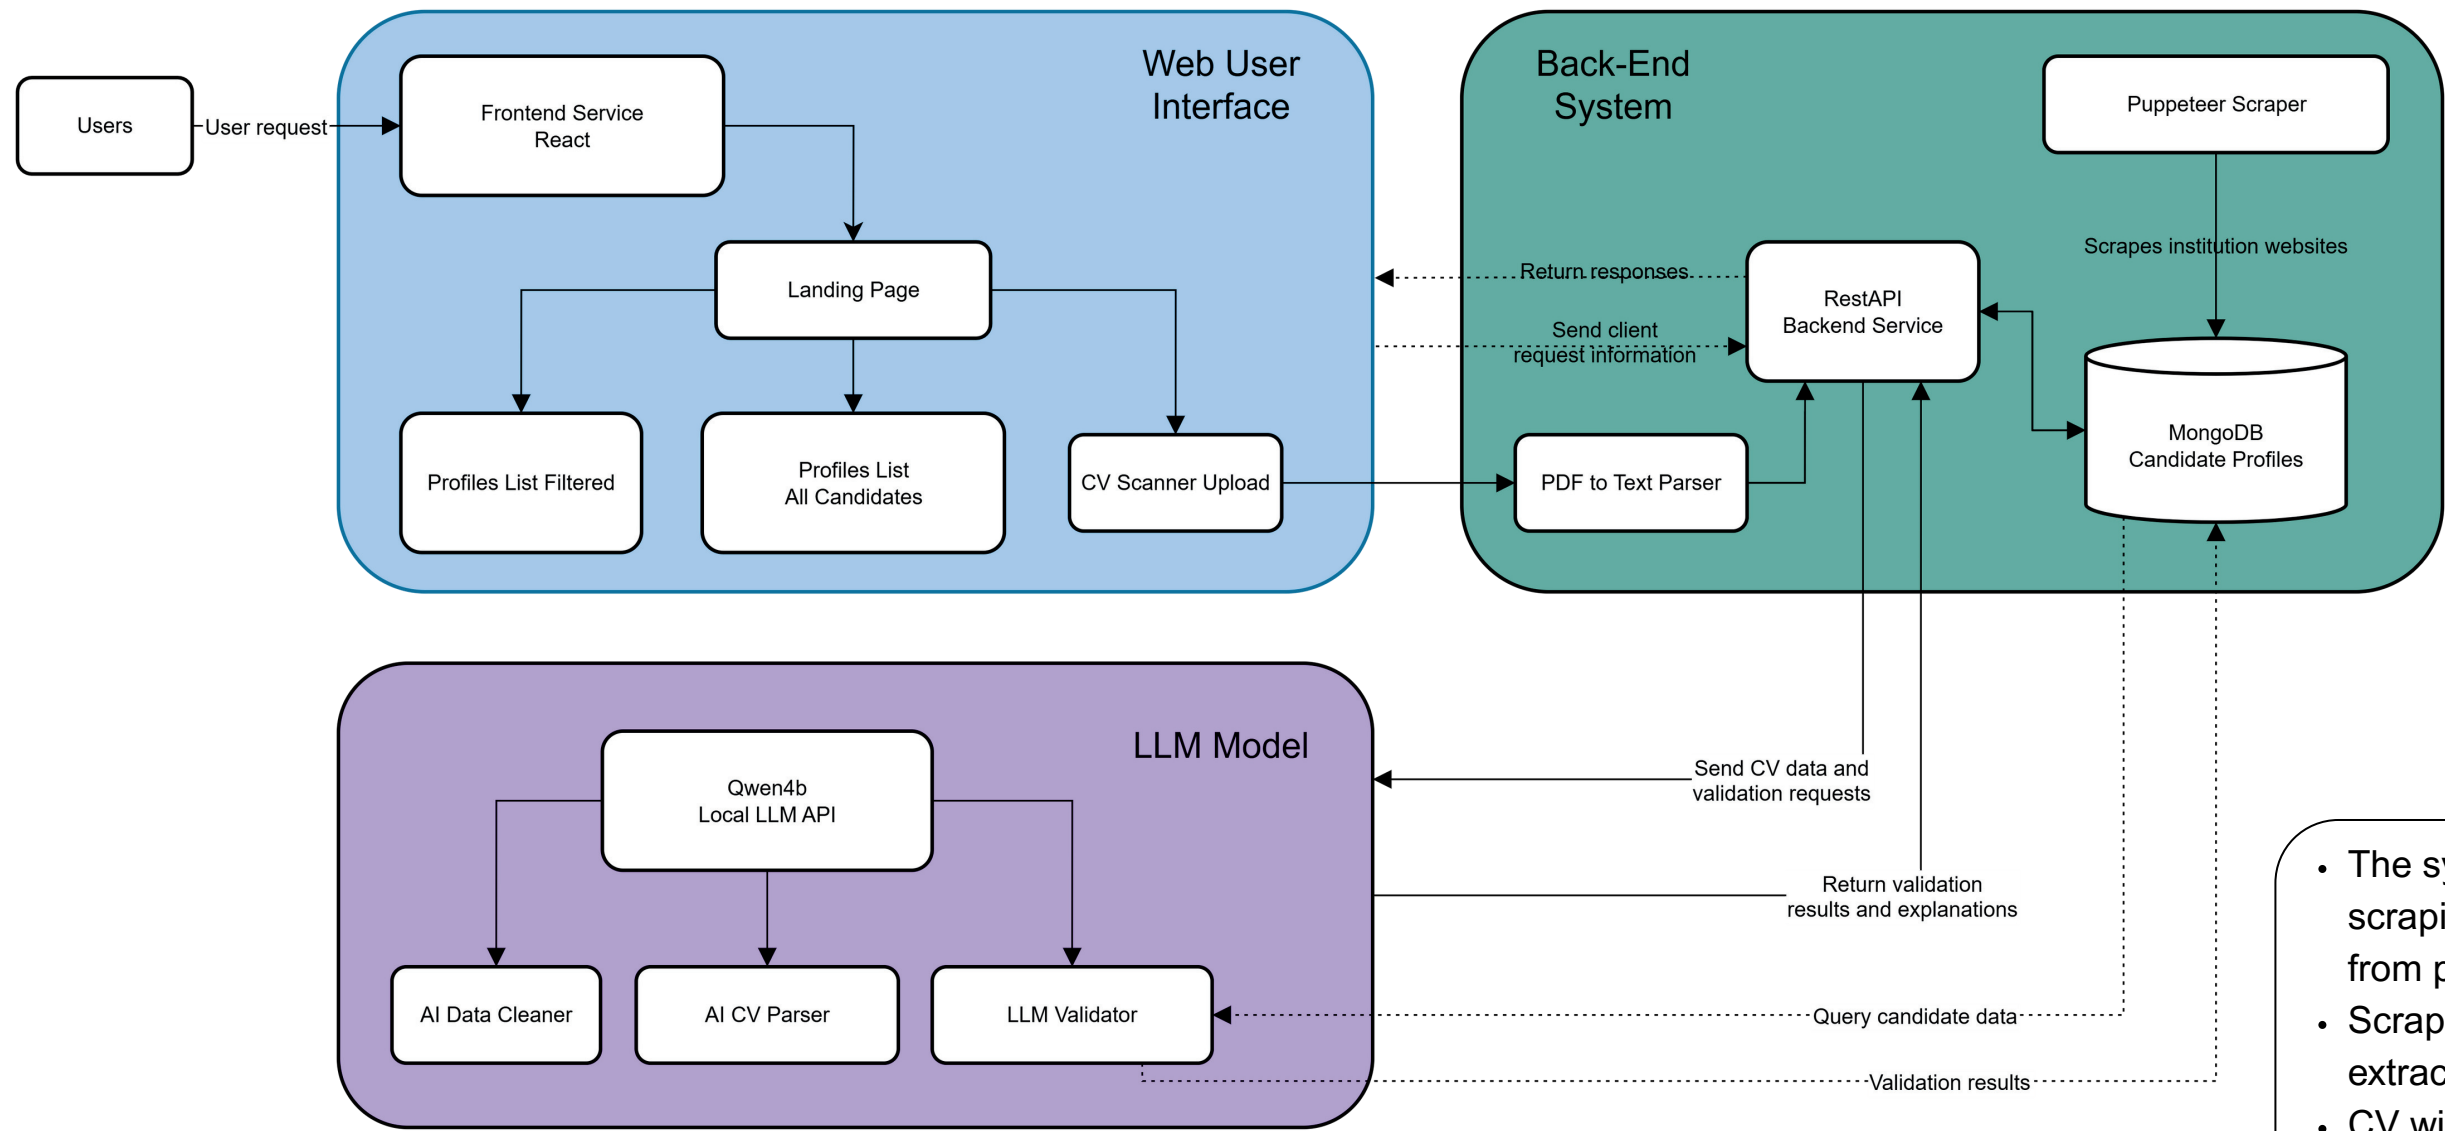 Web User
Interface
Users
User request
Frontend Service
React
Landing Page
Profiles List Filtered
Profiles List
All Candidates
CV Scanner Upload
Back-End
System
Puppeteer Scraper
Scrapes institution websites
Return responses
Send client
request information
RestAPI
Backend Service
MongoDB
Candidate Profiles
PDF to Text Parser
LLM Model
Qwen4b
Local LLM API
AI Data Cleaner
AI CV Parser
LLM Validator
Send CV data and
validation requests
Return validation
results and explanations
Query candidate data
Validation results
• The
from
•
• CV